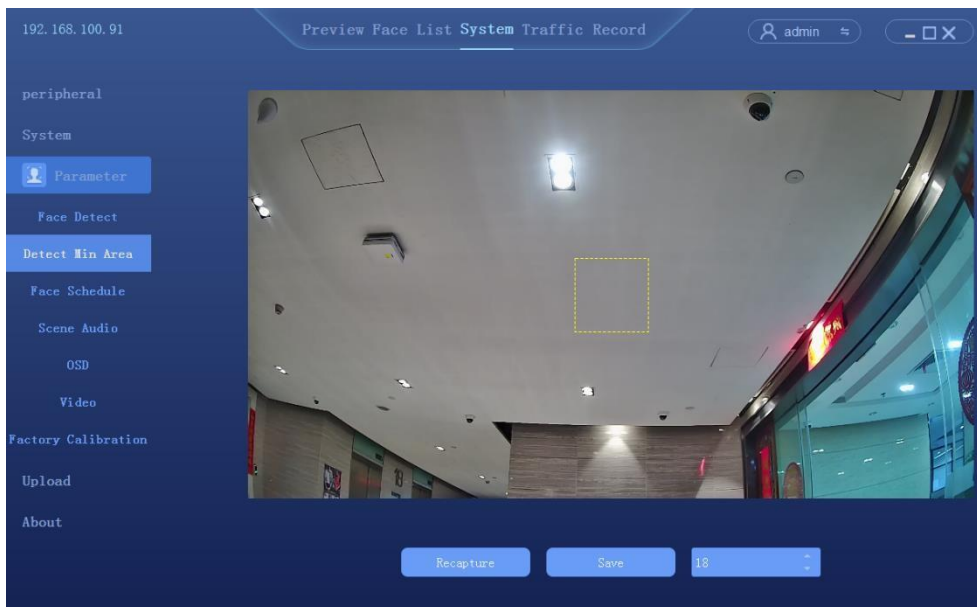 192.168.100.91
Preview Face List System Traffic Record
admin
peripheral
System
Parameter
Face Detect
Detect Min Area
Face Schedule
Scene Audio
OSD
Video
Factory Calibration
Upload
About
Recapture
Save
18